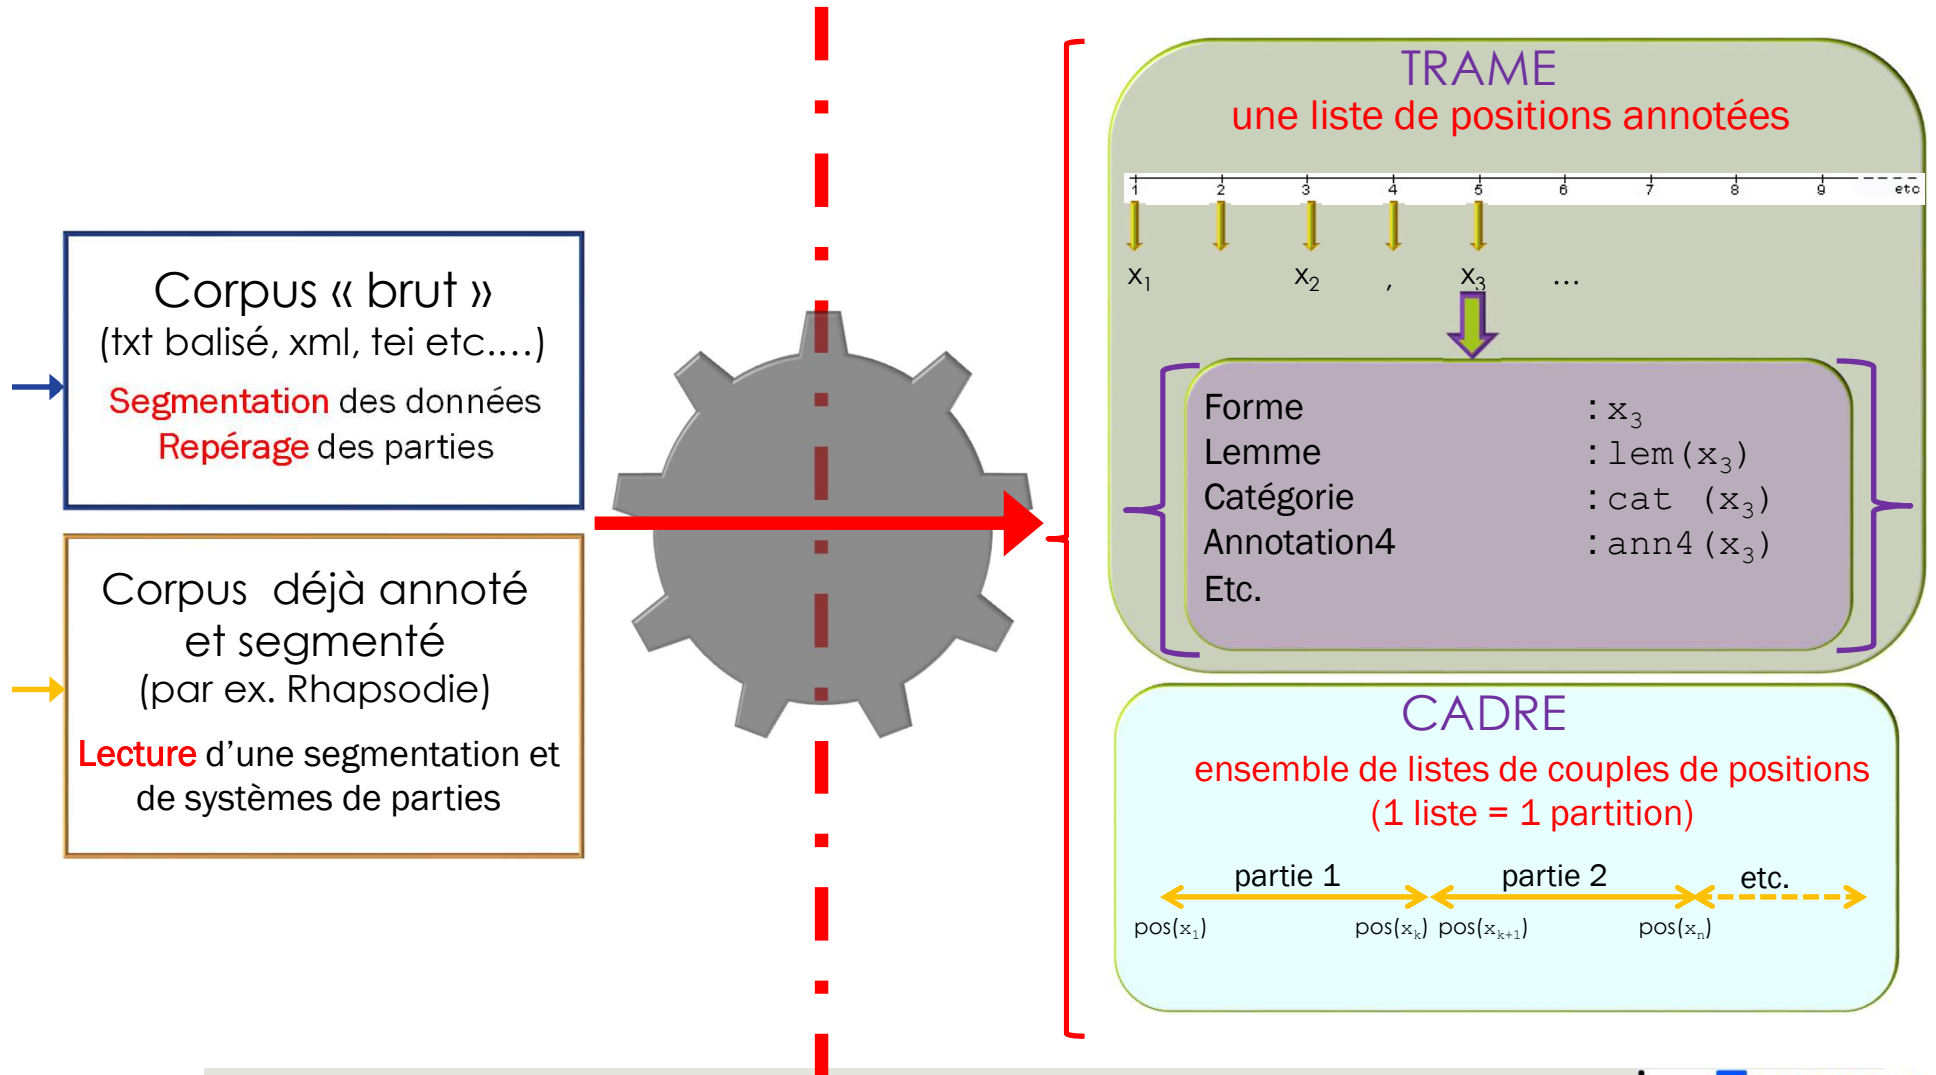 Corpus « brut »
(txt balisé, xml, tei etc.…)
Segmentation des données
Repérage des parties
Corpus déjà annoté
et segmenté
(par ex. Rhapsodie)
Lecture d’une segmentation et
de systèmes de parties
TRAME
une liste de positions annotées
1 2 3 4 5 6 7 8 9 etc
x1 x2 , x3 …
Forme : x3
Lemme : lem(x3)
Catégorie : cat (x3)
Annotation4 : ann4(x3)
Etc.
CADRE
ensemble de listes de couples de positions
(1 liste = 1 partition)
partie 1 partie 2 etc.
pos(x1) pos(xk) pos(xk+1) pos(xn)